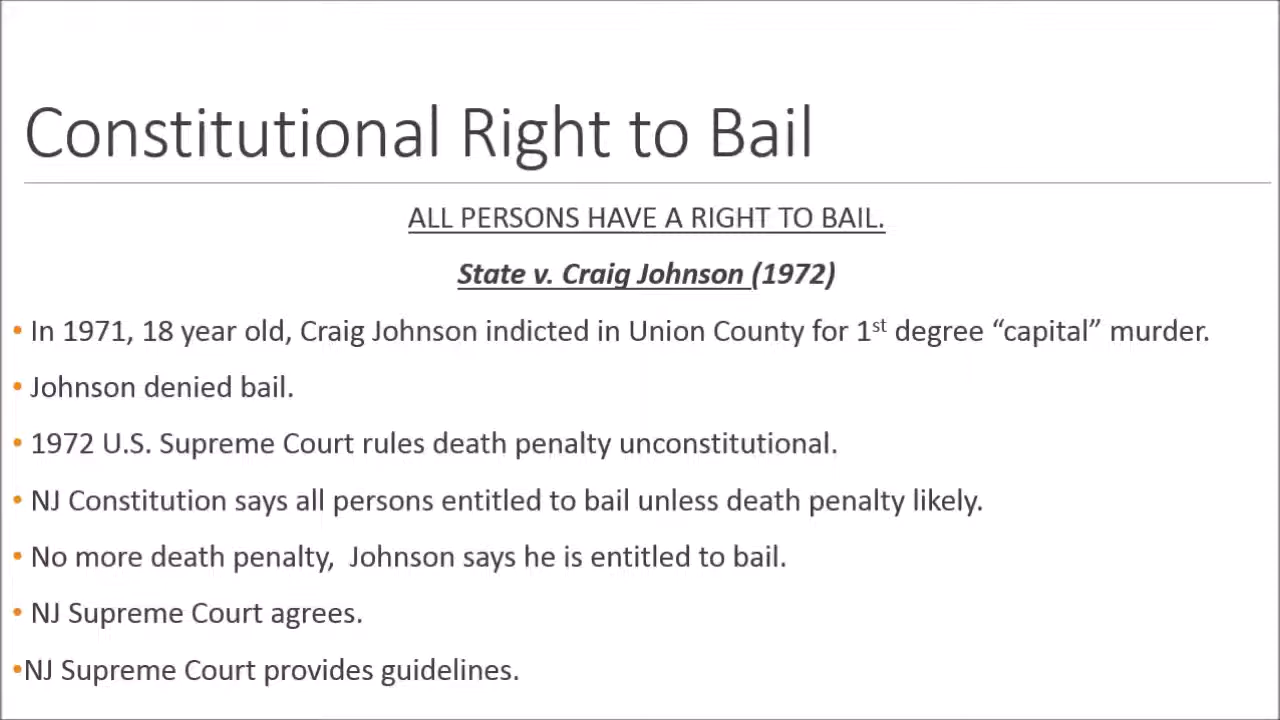 Constitutional Right to Bail
ALL PERSONS HAVE A RIGHT TO BAIL.
State v. Craig Johnson (1972)
• In 1971, 18 year old, Craig Johnson indicted in Union County for 1st degree “capital” murder.
• Johnson denied bail.
• 1972 U.S. Supreme Court rules death penalty unconstitutional.
• NJ Constitution says all persons entitled to bail unless death penalty likely.
• No more death penalty,  Johnson says he is entitled to bail.
• NJ Supreme Court agrees.
•NJ Supreme Court provides guidelines.